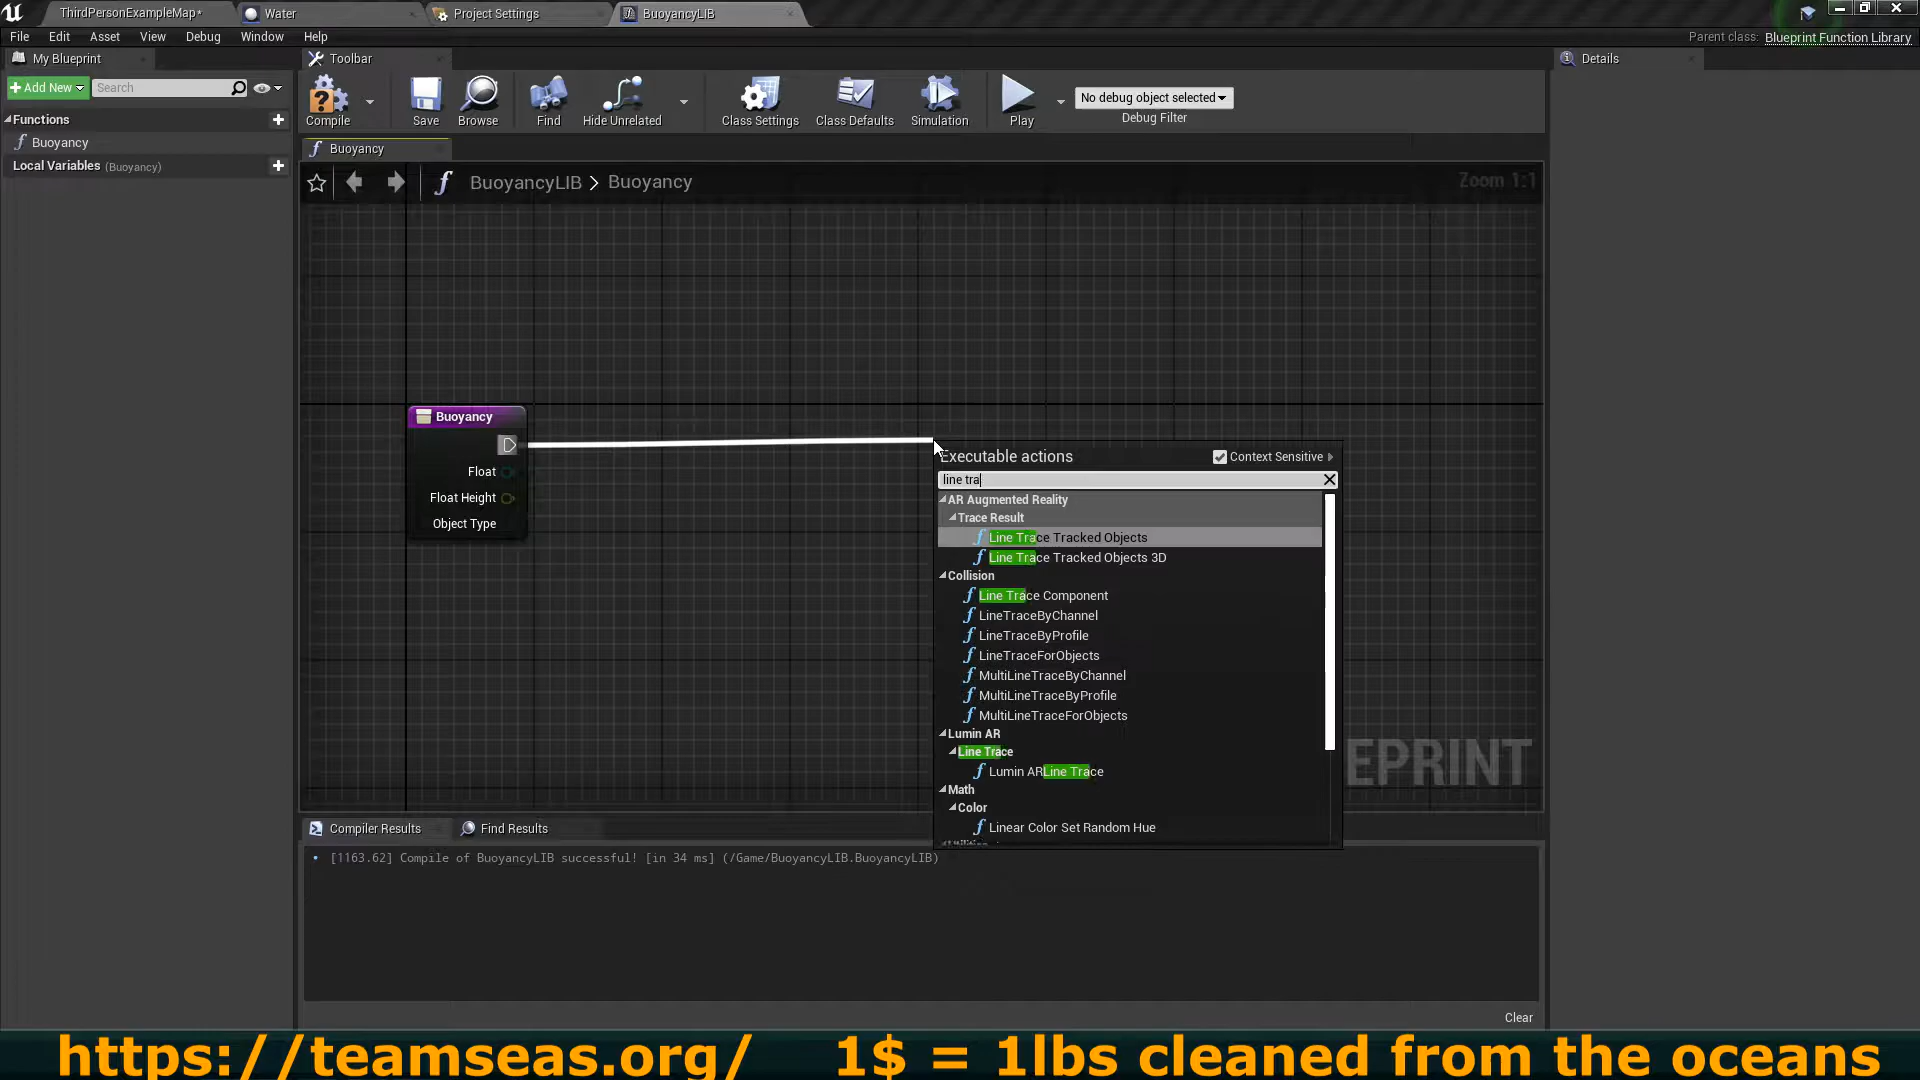 ThirdPersonExampleMap*
Water
Project Settings
BuoyancyLIB
File Edit Asset View Debug Window Help
Parent class: Blueprint Function Library
My Blueprint
Toolbar
Details
+ Add New
Search
Compile
Save
Browse
Find
Hide Unrelated
Class Settings
Class Defaults
Simulation
Play
No debug object selected
Debug Filter
Functions
Buoyancy
Local Variables (Buoyancy)
Buoyancy
BuoyancyLIB > Buoyancy
Zoom 1:1
Buoyancy
Float
Float Height
Object Type
Executable actions
Context Sensitive
line tra
AR Augmented Reality
Trace Result
Line Trace Tracked Objects
Line Trace Tracked Objects 3D
Collision
Line Trace Component
LineTraceByChannel
LineTraceByProfile
LineTraceForObjects
MultiLineTraceByChannel
MultiLineTraceByProfile
MultiLineTraceForObjects
Lumin AR
Line Trace
Lumin ARLine Trace
Math
Color
Linear Color Set Random Hue
EPRINT
Compiler Results
Find Results
[1163.62] Compile of BuoyancyLIB successful! [in 34 ms] (/Game/BuoyancyLIB.BuoyancyLIB)
Clear
https://teamseas.org/ 1$ = 1lbs cleaned from the oceans